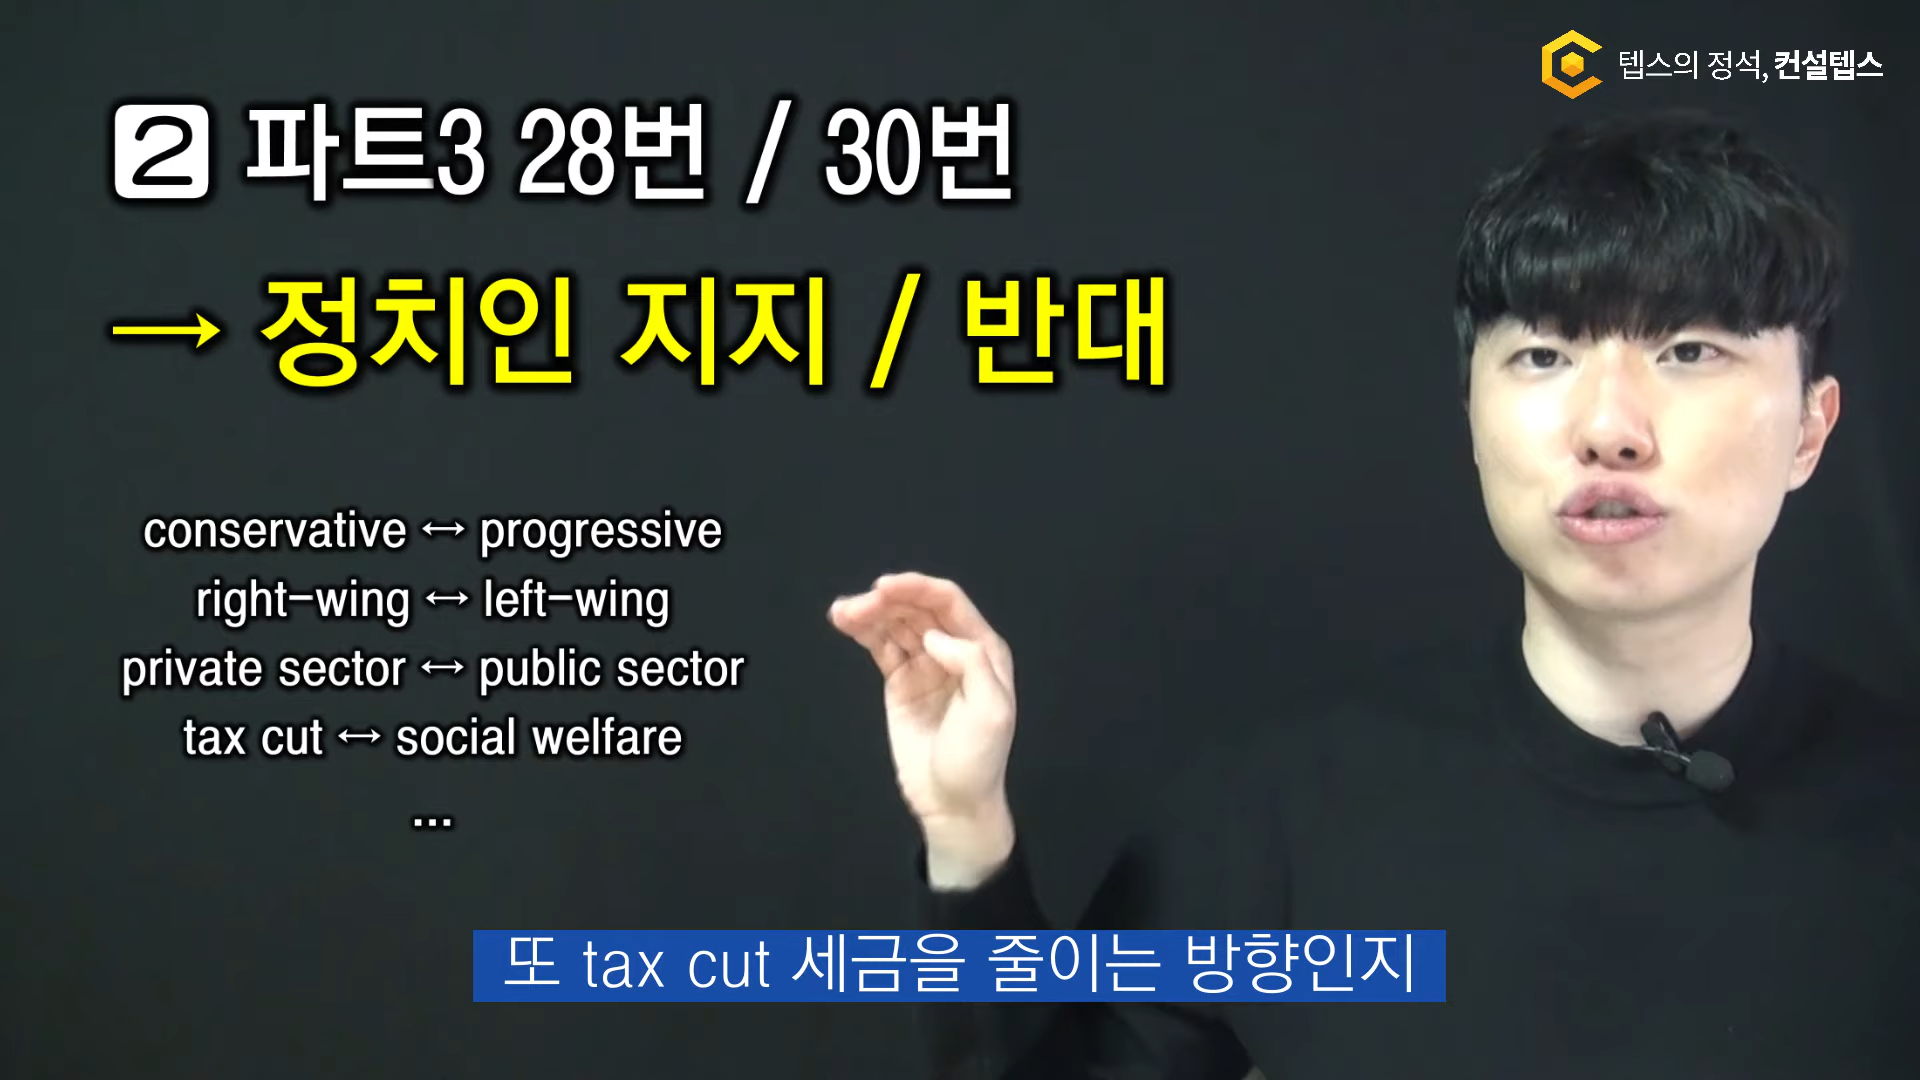 텝스의 정석, 컨설텝스
2 파트3 28번 / 30번
→ 정치인 지지 / 반대
conservative ↔ progressive
right-wing ↔ left-wing
private sector ↔ public sector
tax cut ↔ social welfare
...
또 tax cut 세금을 줄이는 방향인지